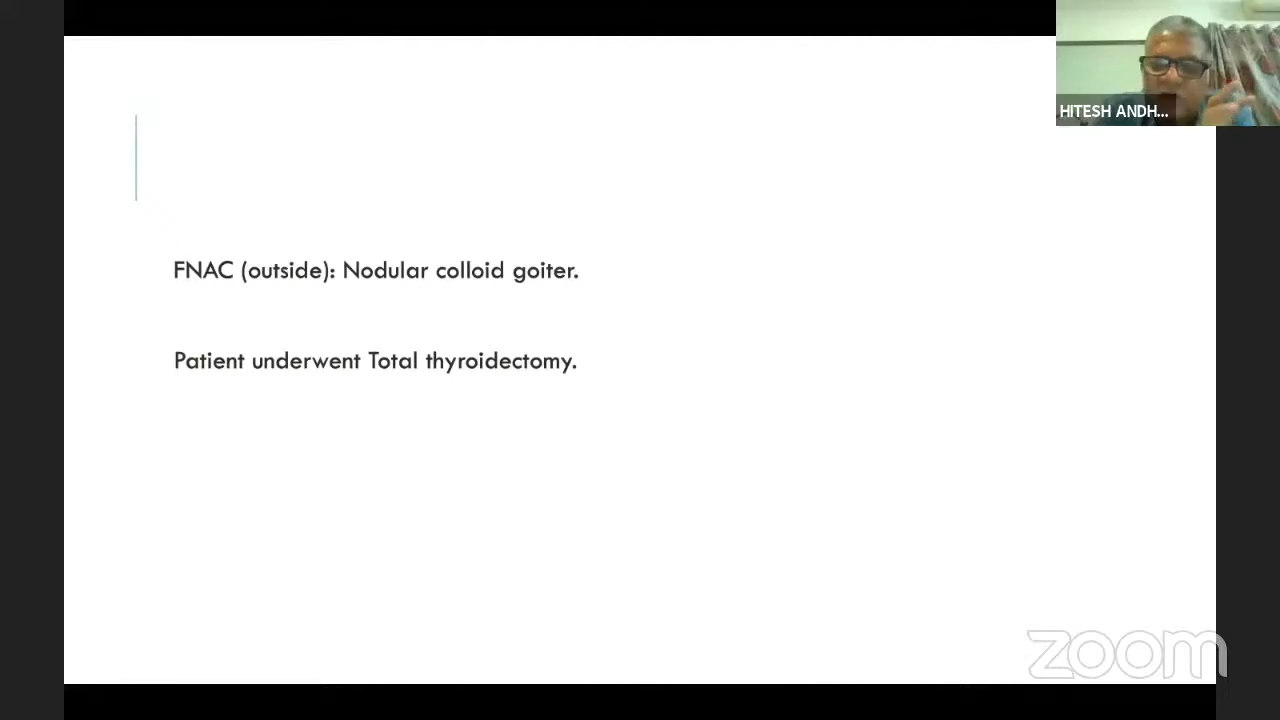 HITESH ANDH...
FNAC (outside): Nodular colloid goiter.
Patient underwent Total thyroidectomy.
zoom